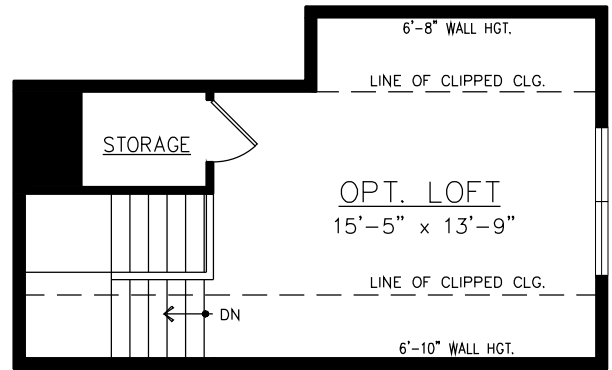 6'-8" WALL HGT.
LINE OF CLIPPED CLG.
STORAGE
OPT. LOFT
15'-5" x 13'-9"
LINE OF CLIPPED CLG.
DN
6'-10" WALL HGT.